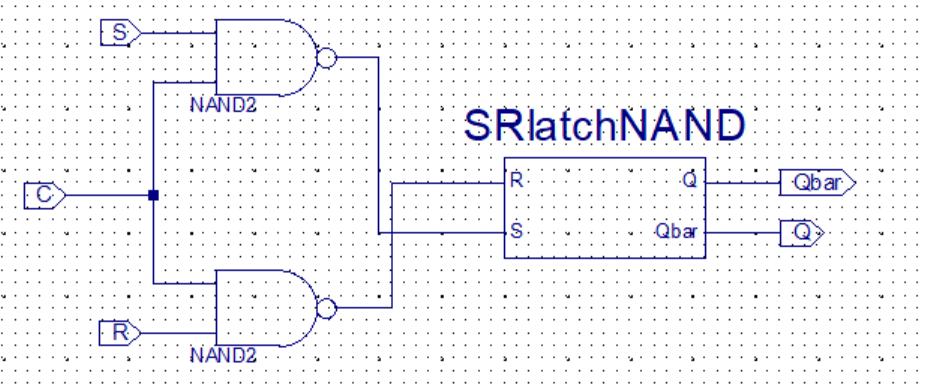 S
NAND2
SRlatchNAND
C
R Q Qbar
S Qbar Q
R
NAND2